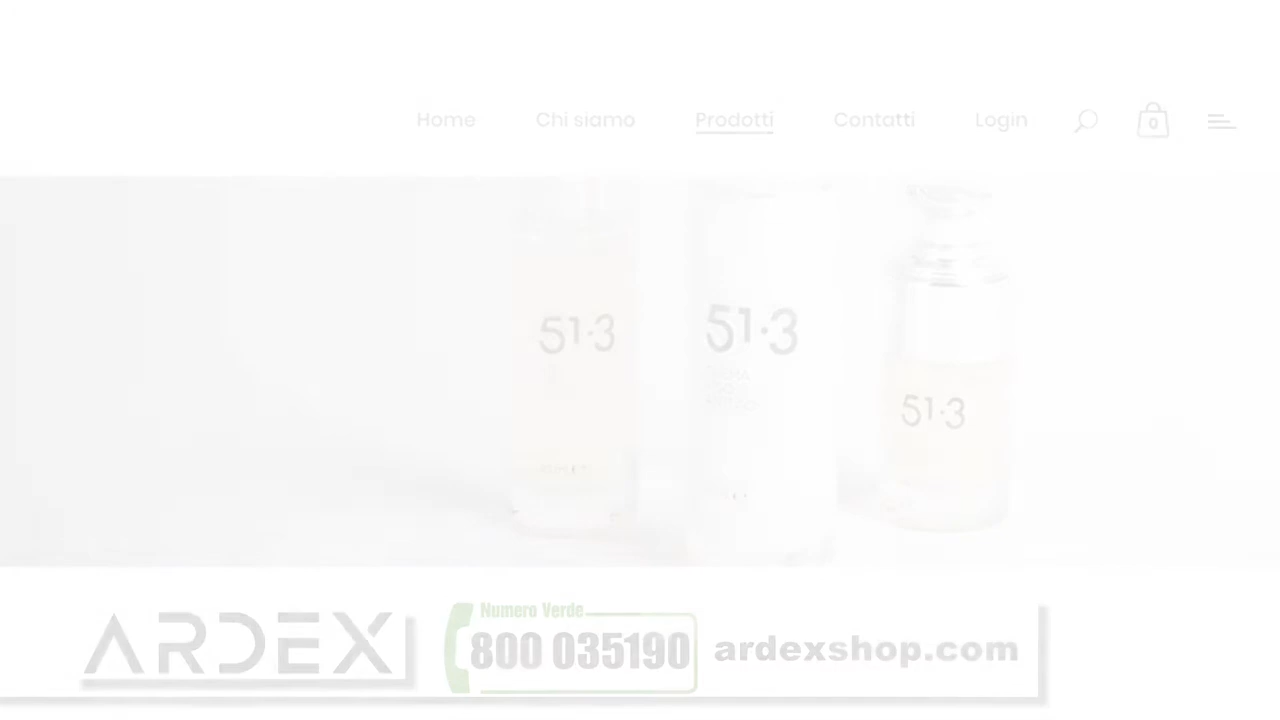 Home Chi siamo Prodotti Contatti Login 0
51·3
51·3
51·3
ARDEX
Numero Verde
800 035190
ardexshop.com